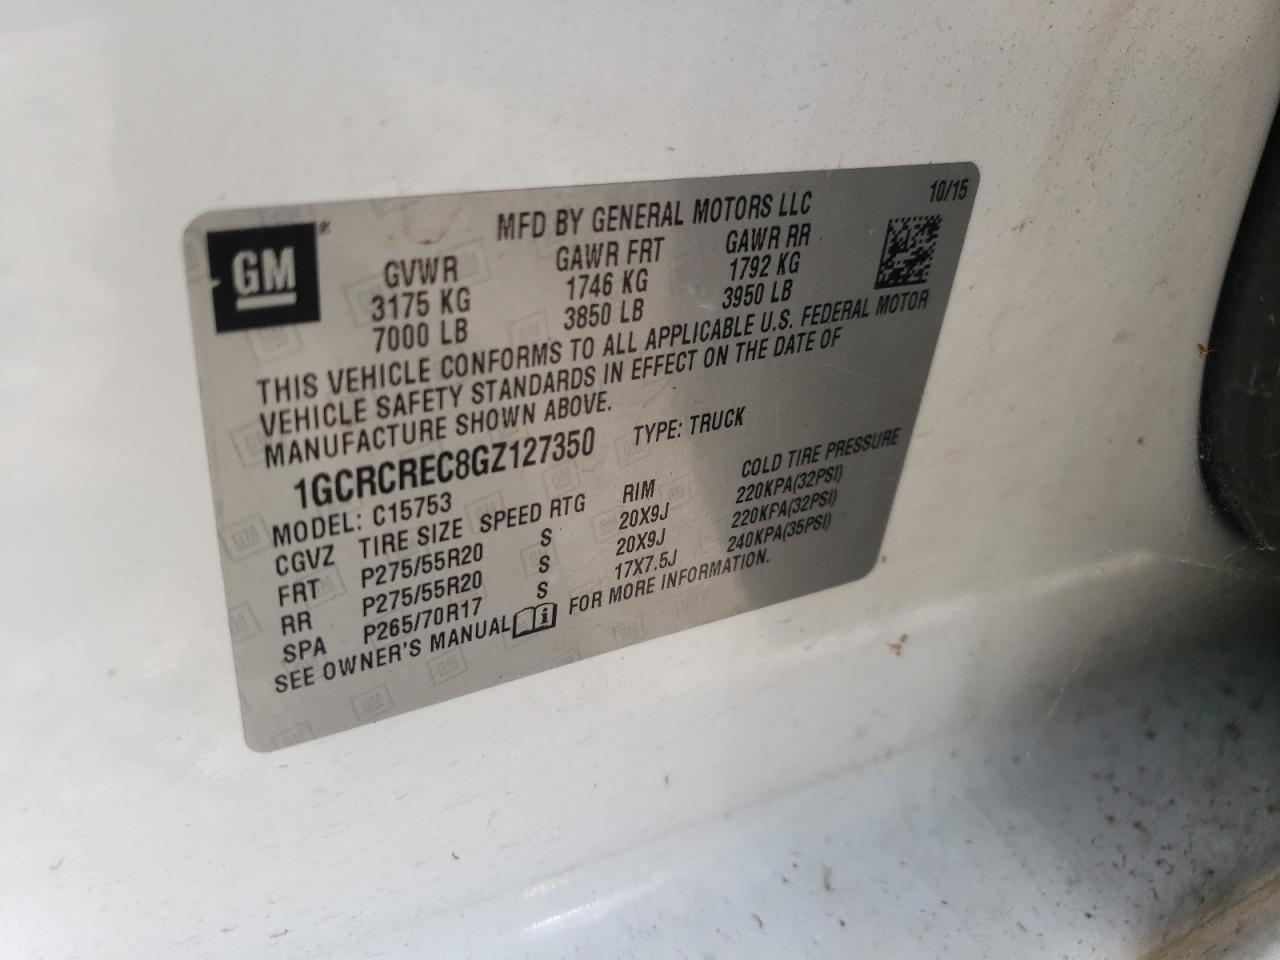 GM ®
MFD BY GENERAL MOTORS LLC
10/15
GVWR GAWR FRT GAWR RR
3175 KG 1746 KG 1792 KG
7000 LB 3850 LB 3950 LB
THIS VEHICLE CONFORMS TO ALL APPLICABLE U.S. FEDERAL MOTOR
VEHICLE SAFETY STANDARDS IN EFFECT ON THE DATE OF
MANUFACTURE SHOWN ABOVE.
1GCRCREC8GZ127350 TYPE: TRUCK
MODEL: C15753
CGVZ TIRE SIZE SPEED RTG RIM COLD TIRE PRESSURE
FRT P275/55R20 S 20X9J 220KPA(32PSI)
RR P275/55R20 S 20X9J 220KPA(32PSI)
SPA P265/70R17 S 17X7.5J 240KPA(35PSI)
SEE OWNER'S MANUAL FOR MORE INFORMATION.